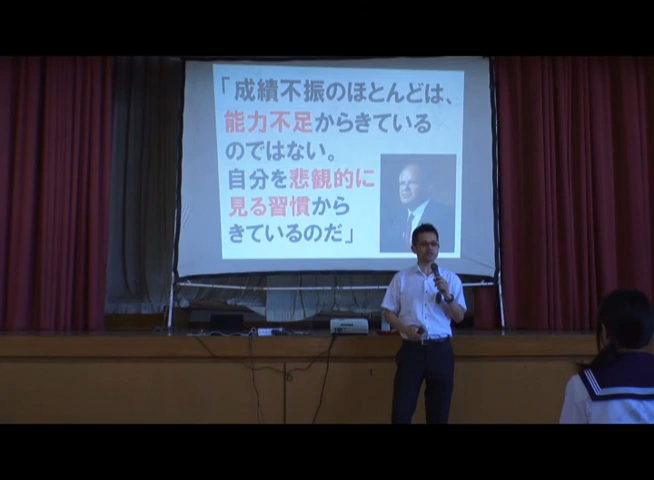 「成績不振のほとんどは、
能力不足からきている
のではない。
自分を悲観的に
見る習慣から
きているのだ」